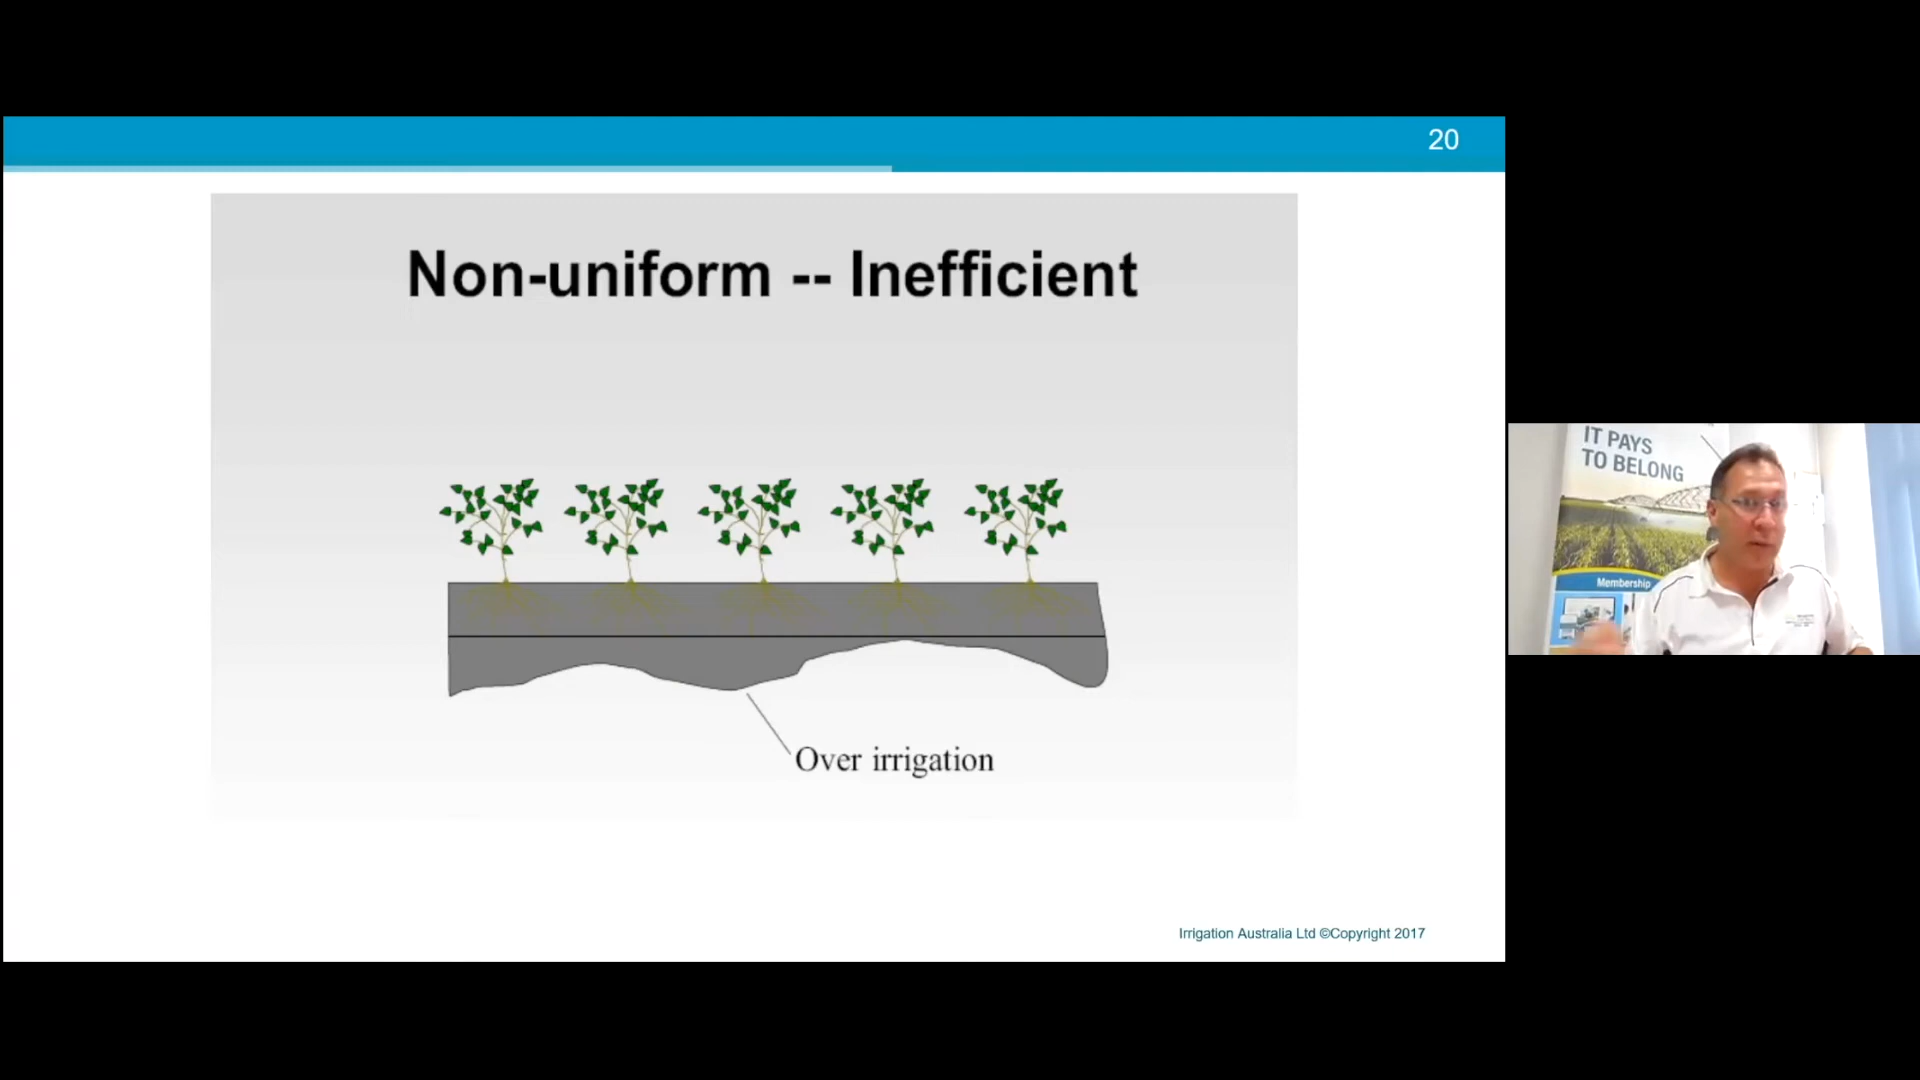 20
Non-uniform -- Inefficient
IT PAYS
TO BELONG
Membership
Over irrigation
Irrigation Australia Ltd ©Copyright 2017